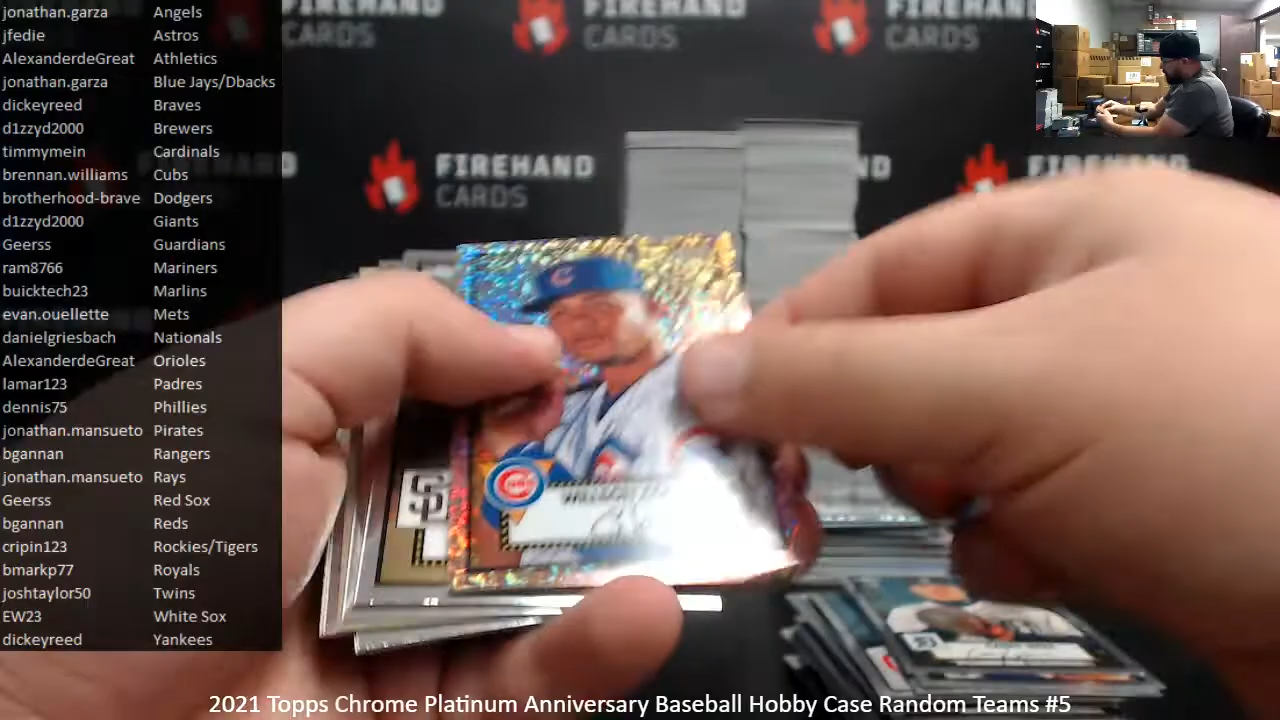 jonathan.garza Angels
jfedie Astros
AlexanderdeGreat Athletics
jonathan.garza Blue Jays/Dbacks
dickeyreed Braves
d1zzyd2000 Brewers
timmymein Cardinals
brennan.williams Cubs
brotherhood-brave Dodgers
d1zzyd2000 Giants
Geerss Guardians
ram8766 Mariners
buicktech23 Marlins
evan.ouellette Mets
danielgriesbach Nationals
AlexanderdeGreat Orioles
lamar123 Padres
dennis75 Phillies
jonathan.mansueto Pirates
bgannan Rangers
jonathan.mansueto Rays
Geerss Red Sox
bgannan Reds
cripin123 Rockies/Tigers
bmarkp77 Royals
joshtaylor50 Twins
EW23 White Sox
dickeyreed Yankees
FIREHAND
CARDS
FIREHAND
CARDS
FIREHAND
CARDS
FIREHAND
CARDS
C
2021 Topps Chrome Platinum Anniversary Baseball Hobby Case Random Teams #5